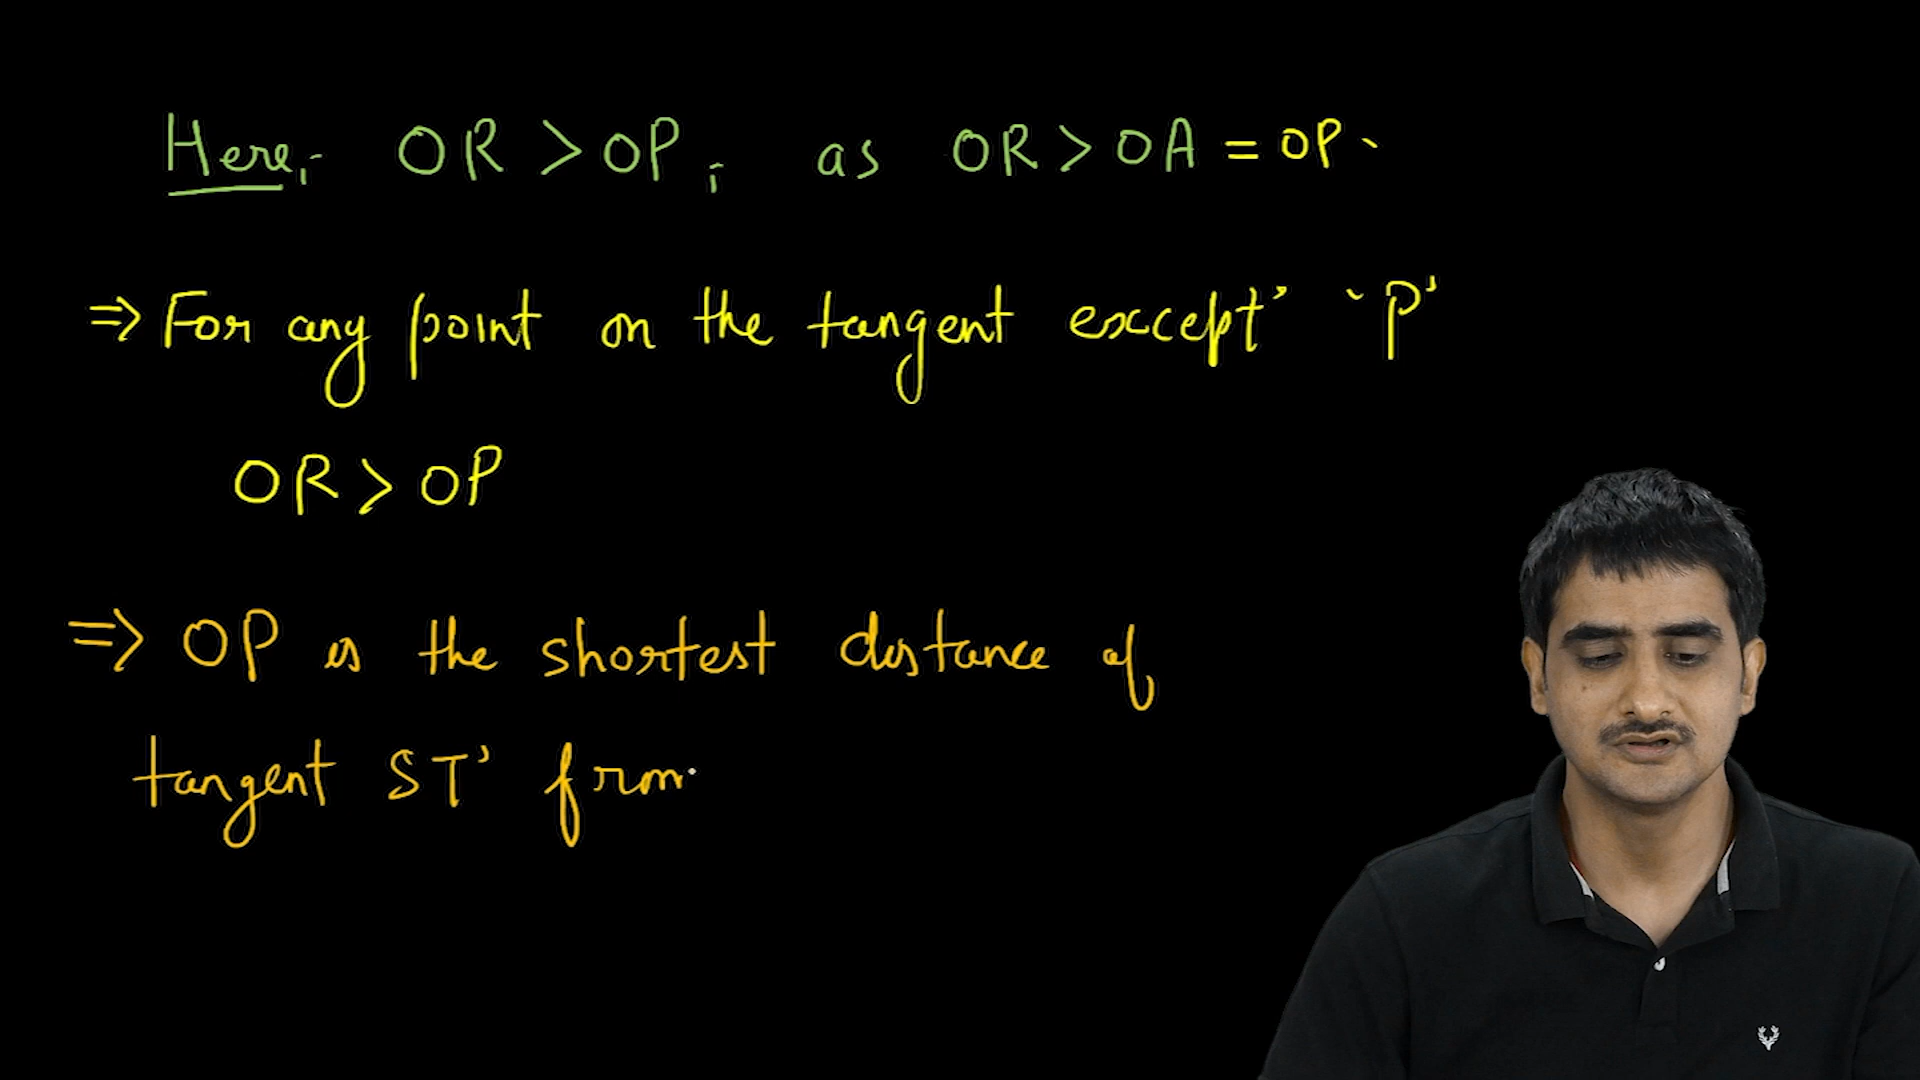 Here, OR > OP, as OR > OA = OP.
⇒ For any point on the tangent except 'P'
OR > OP
⇒ OP is the shortest distance of
tangent ST' from